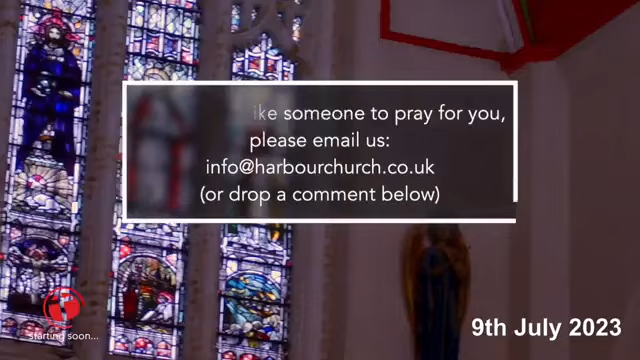 ike someone to pray for you,
please email us:
info@harbourchurch.co.uk
(or drop a comment below)
starting soon...
9th July 2023